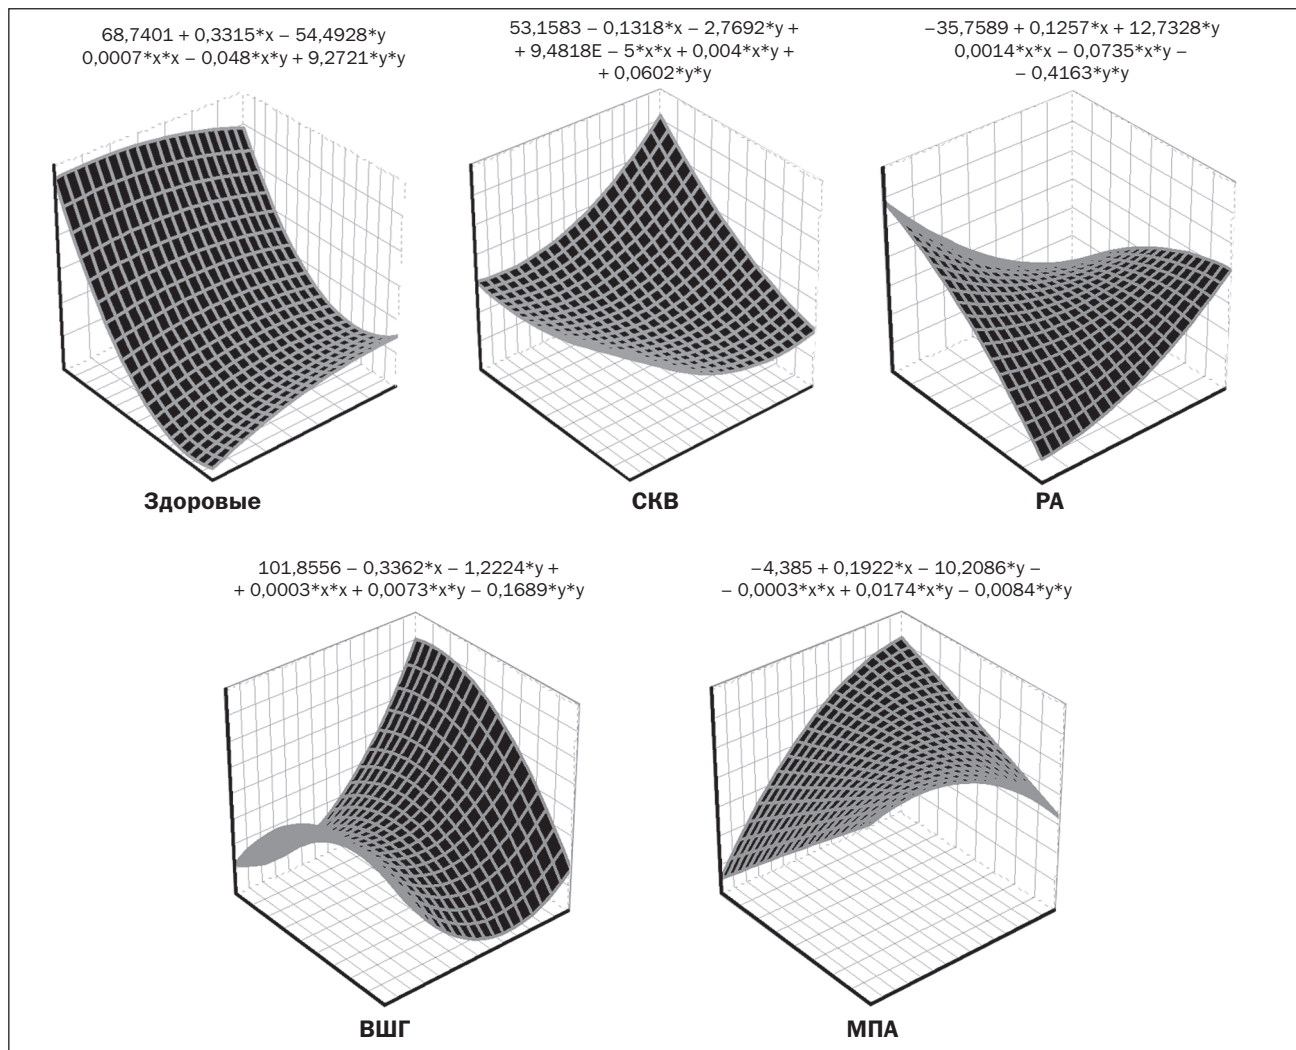 68,7401 + 0,3315*x – 54,4928*y
0,0007*x*x – 0,048*x*y + 9,2721*y*y
53,1583 – 0,1318*x – 2,7692*y +
+ 9,4818E – 5*x*x + 0,004*x*y +
+ 0,0602*y*y
–35,7589 + 0,1257*x + 12,7328*y
0,0014*x*x – 0,0735*x*y –
– 0,4163*y*y
Здоровые
СКВ
РА
101,8556 – 0,3362*x – 1,2224*y +
+ 0,0003*x*x + 0,0073*x*y – 0,1689*y*y
–4,385 + 0,1922*x – 10,2086*y –
– 0,0003*x*x + 0,0174*x*y – 0,0084*y*y
ВШГ
МПА